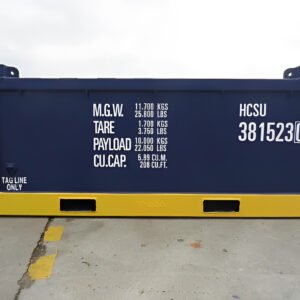 M.G.W. 11.700 KGS
25.800 LBS
TARE 1.700 KGS
3.750 LBS
PAYLOAD 10.000 KGS
22.050 LBS
CU.CAP. 5.89 CU.M.
208 CU.FT.
HCSU
381523
TAG LINE
ONLY